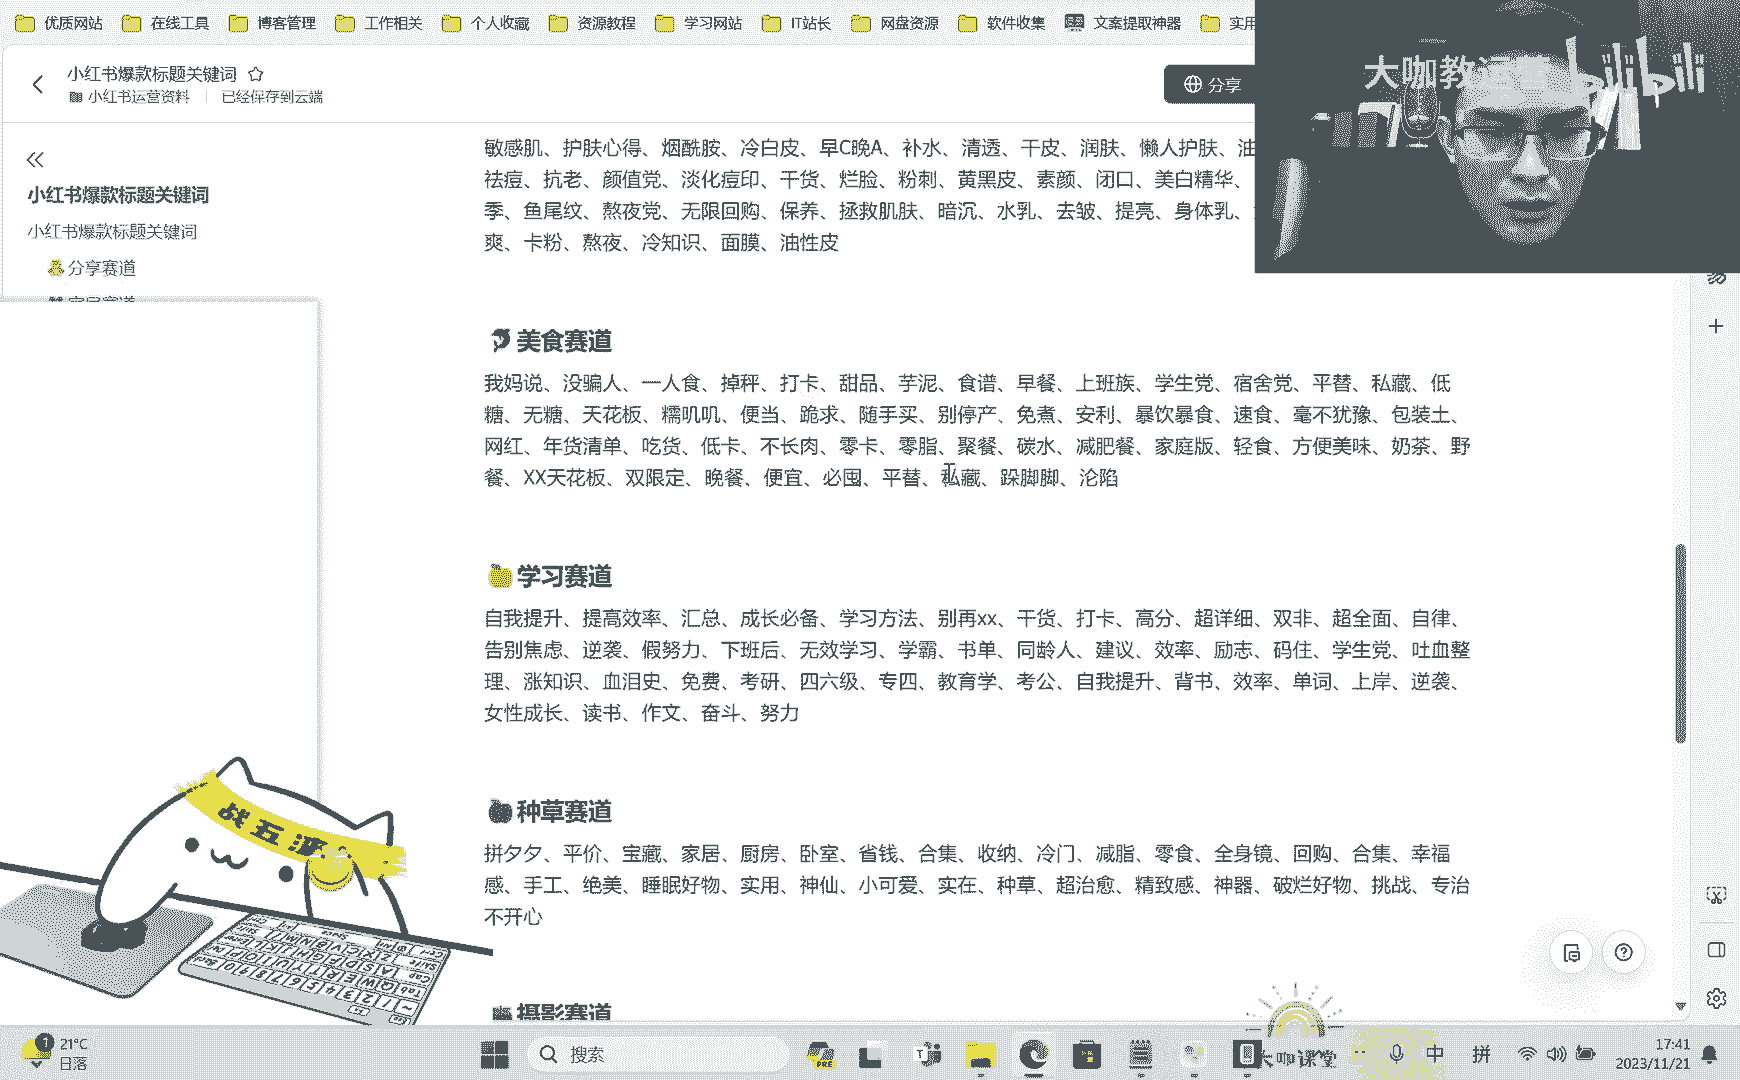 优质网站 在线工具 博客管理 工作相关 个人收藏 资源教程 学习网站 IT站长 网盘资源 软件收集 文案提取神器 实用
大咖教运营 bilibili
小红书爆款标题关键词
小红书运营资料 已经保存到云端
分享
小红书爆款标题关键词
小红书爆款标题关键词
分享赛道
敏感肌、护肤心得、烟酰胺、冷白皮、早C晚A、补水、清透、干皮、润肤、懒人护肤、油
祛痘、抗老、颜值党、淡化痘印、干货、烂脸、粉刺、黄黑皮、素颜、闭口、美白精华、
季、鱼尾纹、熬夜党、无限回购、保养、拯救肌肤、暗沉、水乳、去皱、提亮、身体乳、
爽、卡粉、熬夜、冷知识、面膜、油性皮
美食赛道
我妈说、没骗人、一人食、掉秤、打卡、甜品、芋泥、食谱、早餐、上班族、学生党、宿舍党、平替、私藏、低
糖、无糖、天花板、糯叽叽、便当、跪求、随手买、别停产、免煮、安利、暴饮暴食、速食、毫不犹豫、包装土、
网红、年货清单、吃货、低卡、不长肉、零卡、零脂、聚餐、碳水、减肥餐、家庭版、轻食、方便美味、奶茶、野
餐、XX天花板、双限定、晚餐、便宜、必囤、平替、私藏、跺脚脚、沦陷
学习赛道
自我提升、提高效率、汇总、成长必备、学习方法、别再xx、干货、打卡、高分、超详细、双非、超全面、自律、
告别焦虑、逆袭、假努力、下班后、无效学习、学霸、书单、同龄人、建议、效率、励志、码住、学生党、吐血整
理、涨知识、血泪史、免费、考研、四六级、专四、教育学、考公、自我提升、背书、效率、单词、上岸、逆袭、
女性成长、读书、作文、奋斗、努力
种草赛道
拼夕夕、平价、宝藏、家居、厨房、卧室、省钱、合集、收纳、冷门、减脂、零食、全身镜、回购、合集、幸福
感、手工、绝美、睡眠好物、实用、神仙、小可爱、实在、种草、超治愈、精致感、神器、破烂好物、挑战、专治
不开心
摄影赛道
战五渣
大咖课堂
1 21°C
日落
搜索
PRE
中 拼
17:41
2023/11/21